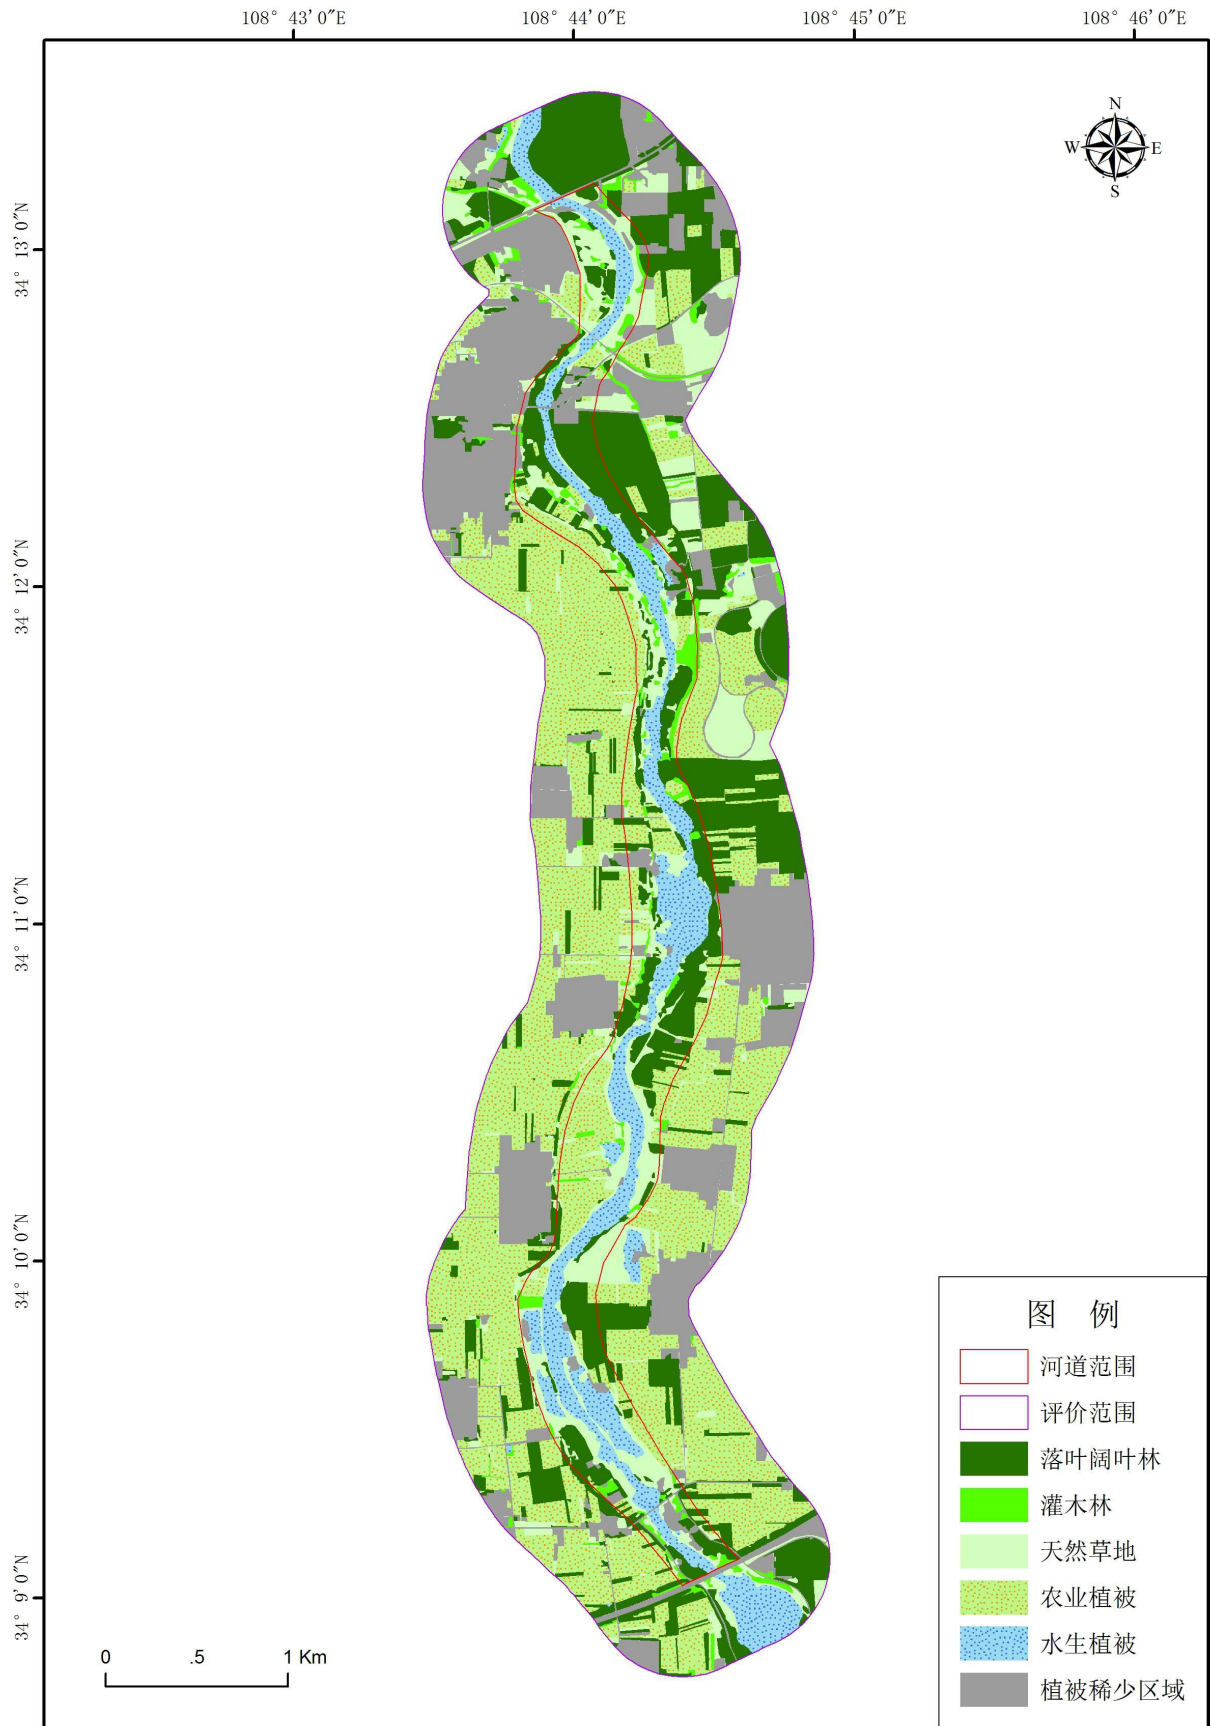 108° 43′ 0″E
108° 44′ 0″E
108° 45′ 0″E
108° 46′ 0″E
N
W
E
S
34° 13′ 0″N
34° 12′ 0″N
34° 11′ 0″N
34° 10′ 0″N
34° 9′ 0″N
图 例
河道范围
评价范围
落叶阔叶林
灌木林
天然草地
农业植被
水生植被
植被稀少区域
0 .5 1 Km